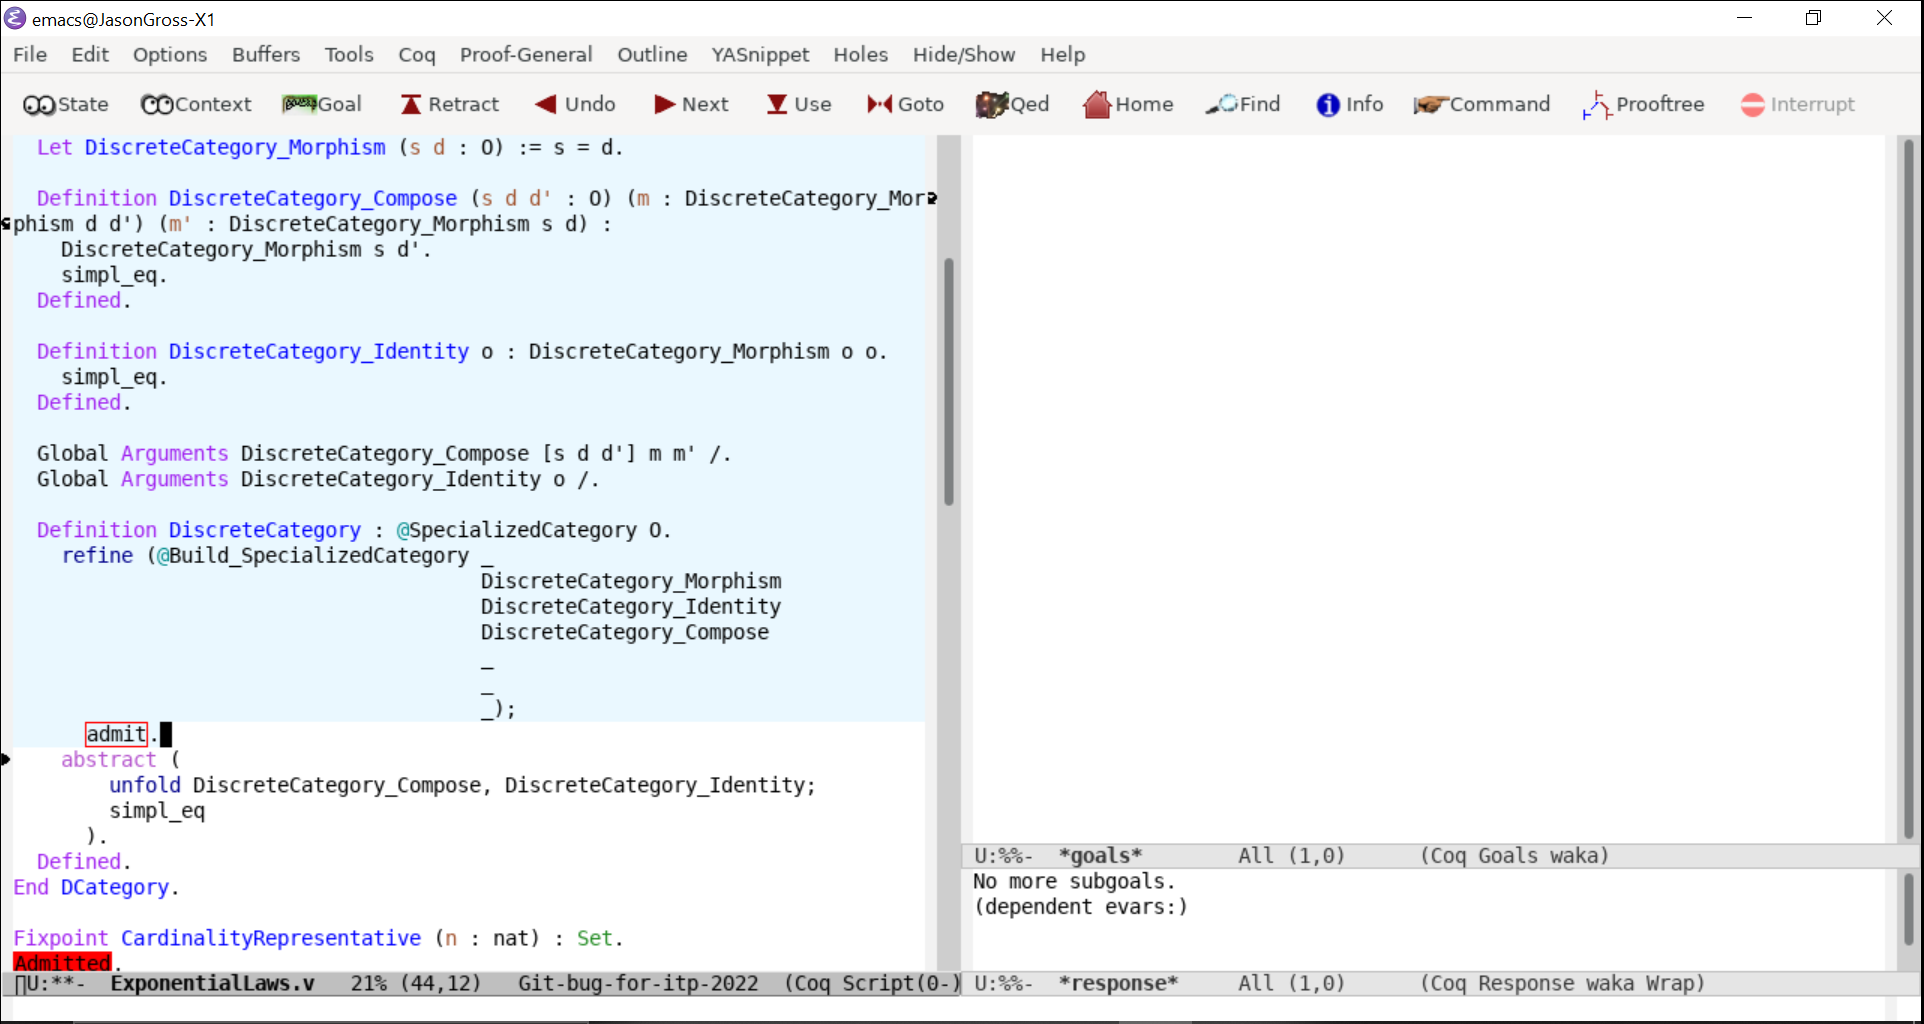 emacs@JasonGross-X1
File Edit Options Buffers Tools Coq Proof-General Outline YASnippet Holes Hide/Show Help
State Context Goal Retract Undo Next Use Goto Qed Home Find Info Command Prooftree Interrupt
Let DiscreteCategory_Morphism (s d : O) := s = d.
Definition DiscreteCategory_Compose (s d d' : O) (m : DiscreteCategory_Mor
phism d d') (m' : DiscreteCategory_Morphism s d) :
DiscreteCategory_Morphism s d'.
simpl_eq.
Defined.
Definition DiscreteCategory_Identity o : DiscreteCategory_Morphism o o.
simpl_eq.
Defined.
Global Arguments DiscreteCategory_Compose [s d d'] m m' /.
Global Arguments DiscreteCategory_Identity o /.
Definition DiscreteCategory : @SpecializedCategory O.
refine (@Build_SpecializedCategory _
DiscreteCategory_Morphism
DiscreteCategory_Identity
DiscreteCategory_Compose
_
_
_);
admit.
abstract (
unfold DiscreteCategory_Compose, DiscreteCategory_Identity;
simpl_eq
).
Defined.
End DCategory.
Fixpoint CardinalityRepresentative (n : nat) : Set.
Admitted.
U:**- ExponentialLaws.v 21% (44,12) Git-bug-for-itp-2022 (Coq Script(0-)
U:%%- *goals* All (1,0) (Coq Goals waka)
No more subgoals.
(dependent evars:)
U:%%- *response* All (1,0) (Coq Response waka Wrap)